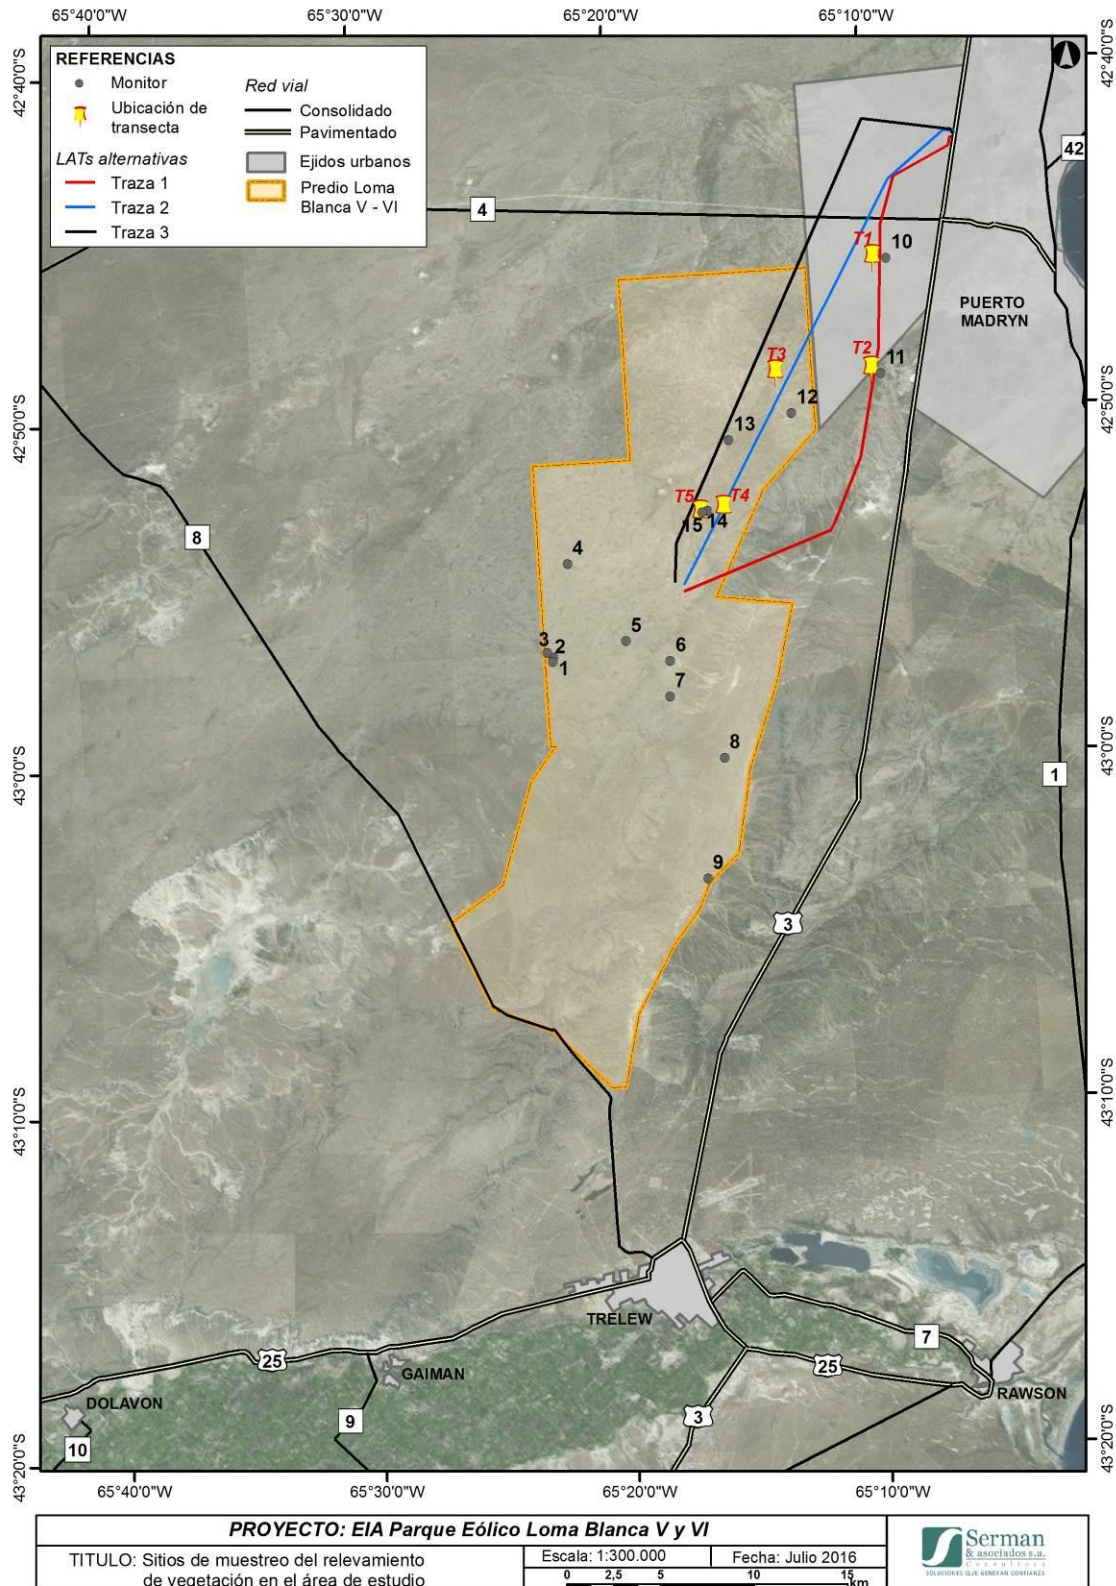 65°40'0"W 65°30'0"W 65°20'0"W 65°10'0"W
REFERENCIAS
Monitor
Ubicación de
transecta
LATs alternativas
Traza 1
Traza 2
Traza 3
Red vial
Consolidado
Pavimentado
Ejidos urbanos
Predio Loma
Blanca V - VI
42°40'0"S
42°40'0"S
42
4
T1
10
PUERTO
MADRYN
T2
11
T3
12
42°50'0"S
42°50'0"S
13
T5
T4
15
14
8
4
5
3
2
6
1
7
8
43°0'0"S
43°0'0"S
1
9
3
43°10'0"S
43°10'0"S
TRELEW
7
25
25
GAIMAN
RAWSON
DOLAVON
9
3
10
43°20'0"S
43°20'0"S
65°40'0"W 65°30'0"W 65°20'0"W 65°10'0"W
PROYECTO: EIA Parque Eólico Loma Blanca V y VI
TITULO: Sitios de muestreo del relevamiento
de vegetación en el área de estudio
Escala: 1:300.000
Fecha: Julio 2016
0 2,5 5 10 15
km
Serman
& asociados s.a.
Consultora
SOLUCIONES QUE GENERAN CONFIANZA